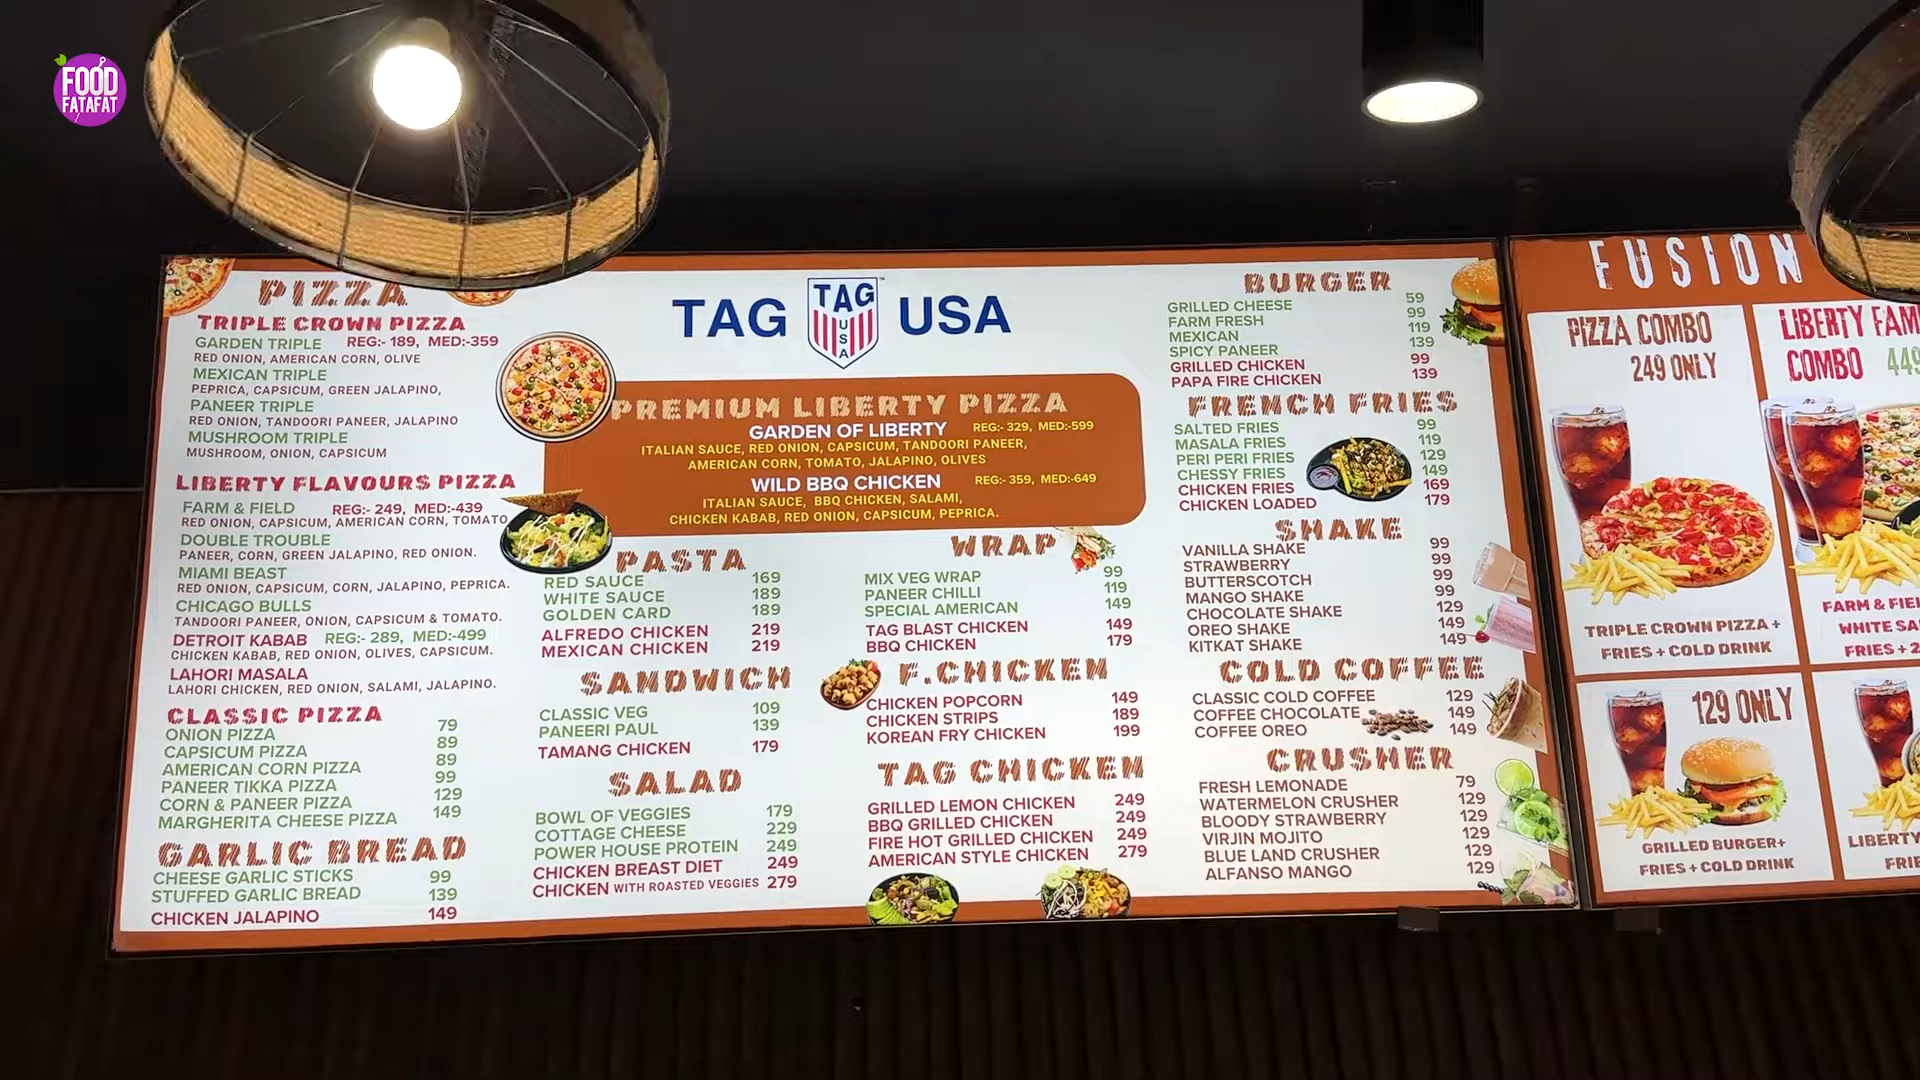 FOOD
FATAFAT
PIZZA
TRIPLE CROWN PIZZA
GARDEN TRIPLE REG:- 189, MED:-359
RED ONION, AMERICAN CORN, OLIVE
MEXICAN TRIPLE
PEPRICA, CAPSICUM, GREEN JALAPINO,
PANEER TRIPLE
RED ONION, TANDOORI PANEER, JALAPINO
MUSHROOM TRIPLE
MUSHROOM, ONION, CAPSICUM
LIBERTY FLAVOURS PIZZA
FARM & FIELD REG:- 249, MED:-439
RED ONION, CAPSICUM, AMERICAN CORN, TOMATO
DOUBLE TROUBLE
PANEER, CORN, GREEN JALAPINO, RED ONION.
MIAMI BEAST
RED ONION, CAPSICUM, CORN, JALAPINO, PEPRICA.
CHICAGO BULLS
TANDOORI PANEER, ONION, CAPSICUM & TOMATO.
DETROIT KABAB REG:- 289, MED:-499
CHICKEN KABAB, RED ONION, OLIVES, CAPSICUM.
LAHORI MASALA
LAHORI CHICKEN, RED ONION, SALAMI, JALAPINO.
CLASSIC PIZZA
ONION PIZZA 79
CAPSICUM PIZZA 89
AMERICAN CORN PIZZA 89
PANEER TIKKA PIZZA 99
CORN & PANEER PIZZA 129
MARGHERITA CHEESE PIZZA 149
GARLIC BREAD
CHEESE GARLIC STICKS 99
STUFFED GARLIC BREAD 139
CHICKEN JALAPINO 149
TAG TAG USA USA
PREMIUM LIBERTY PIZZA
GARDEN OF LIBERTY REG:- 329, MED:-599
ITALIAN SAUCE, RED ONION, CAPSICUM, TANDOORI PANEER,
AMERICAN CORN, TOMATO, JALAPINO, OLIVES
WILD BBQ CHICKEN REG:- 359, MED:-649
ITALIAN SAUCE, BBQ CHICKEN, SALAMI,
CHICKEN KABAB, RED ONION, CAPSICUM, PEPRICA.
PASTA
RED SAUCE 169
WHITE SAUCE 189
GOLDEN CARD 189
ALFREDO CHICKEN 219
MEXICAN CHICKEN 219
SANDWICH
CLASSIC VEG 109
PANEERI PAUL 139
TAMANG CHICKEN 179
SALAD
BOWL OF VEGGIES 179
COTTAGE CHEESE 229
POWER HOUSE PROTEIN 249
CHICKEN BREAST DIET 249
CHICKEN WITH ROASTED VEGGIES 279
WRAP
MIX VEG WRAP 99
PANEER CHILLI 119
SPECIAL AMERICAN 149
TAG BLAST CHICKEN 149
BBQ CHICKEN 179
F.CHICKEN
CHICKEN POPCORN 149
CHICKEN STRIPS 189
KOREAN FRY CHICKEN 199
TAG CHICKEN
GRILLED LEMON CHICKEN 249
BBQ GRILLED CHICKEN 249
FIRE HOT GRILLED CHICKEN 249
AMERICAN STYLE CHICKEN 279
BURGER
GRILLED CHEESE 59
FARM FRESH 99
MEXICAN 119
SPICY PANEER 139
GRILLED CHICKEN 99
PAPA FIRE CHICKEN 139
FRENCH FRIES
SALTED FRIES 99
MASALA FRIES 119
PERI PERI FRIES 129
CHESSY FRIES 149
CHICKEN FRIES 169
CHICKEN LOADED 179
SHAKE
VANILLA SHAKE 99
STRAWBERRY 99
BUTTERSCOTCH 99
MANGO SHAKE 99
CHOCOLATE SHAKE 129
OREO SHAKE 149
KITKAT SHAKE 149
COLD COFFEE
CLASSIC COLD COFFEE 129
COFFEE CHOCOLATE 149
COFFEE OREO 149
CRUSHER
FRESH LEMONADE 79
WATERMELON CRUSHER 129
BLOODY STRAWBERRY 129
VIRJIN MOJITO 129
BLUE LAND CRUSHER 129
ALFANSO MANGO 129
FUSION
PIZZA COMBO
249 ONLY
TRIPLE CROWN PIZZA +
FRIES + COLD DRINK
LIBERTY FAM
COMBO 449
FARM & FIE
WHITE SA
FRIES + 2
129 ONLY
GRILLED BURGER+
FRIES + COLD DRINK
LIBERTY
FRIE